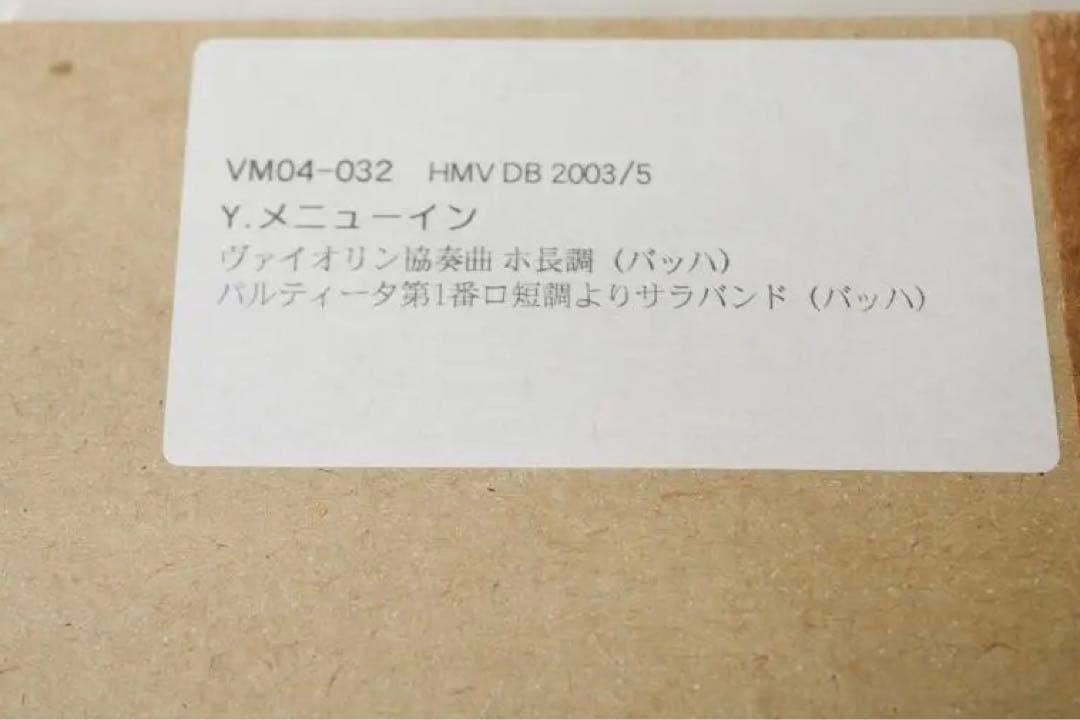 VM04-032 HMV DB 2003/5
Y.メニューイン
ヴァイオリン協奏曲 ホ長調（バッハ）
パルティータ第1番ロ短調よりサラバンド（バッハ）